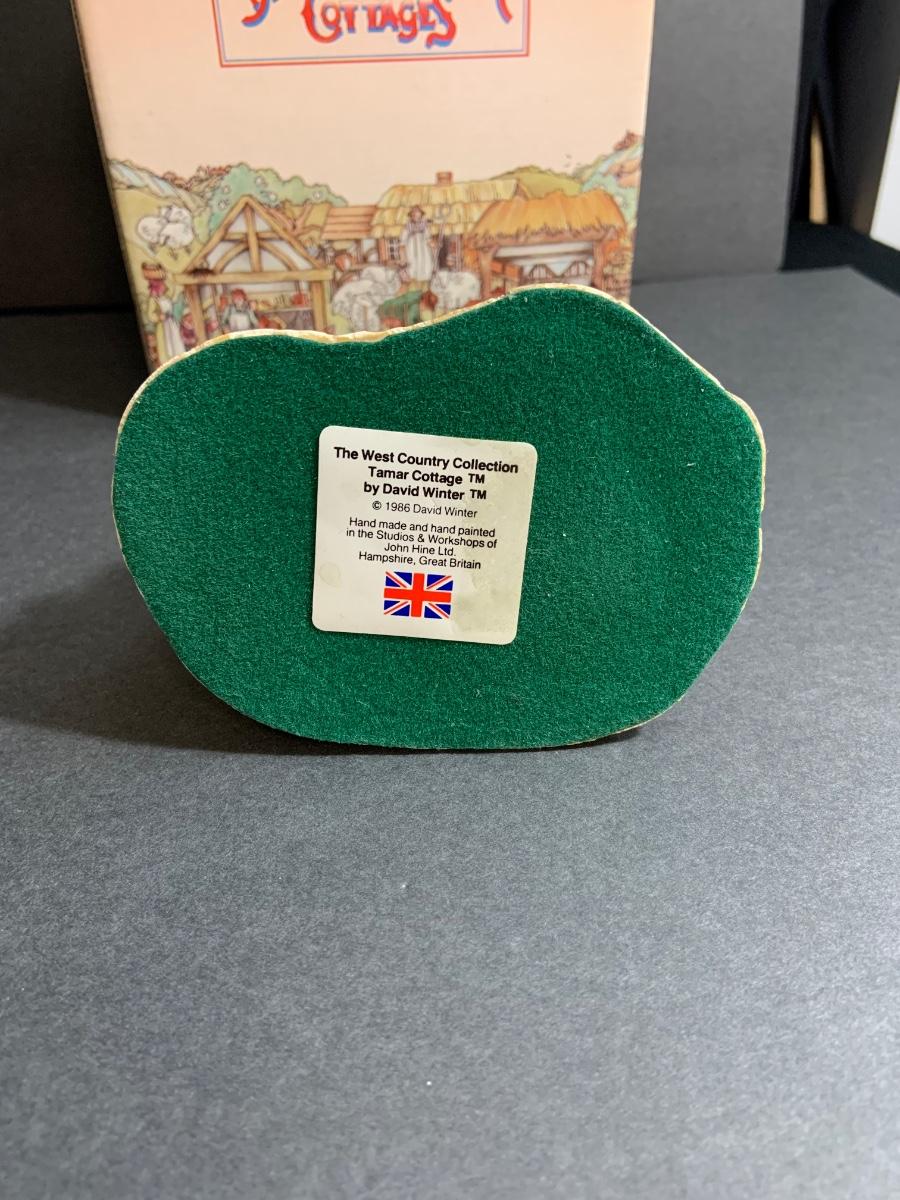 COTTAGES
The West Country Collection
Tamar Cottage ™
by David Winter ™
© 1986 David Winter
Hand made and hand painted
in the Studios & Workshops of
John Hine Ltd.
Hampshire, Great Britain